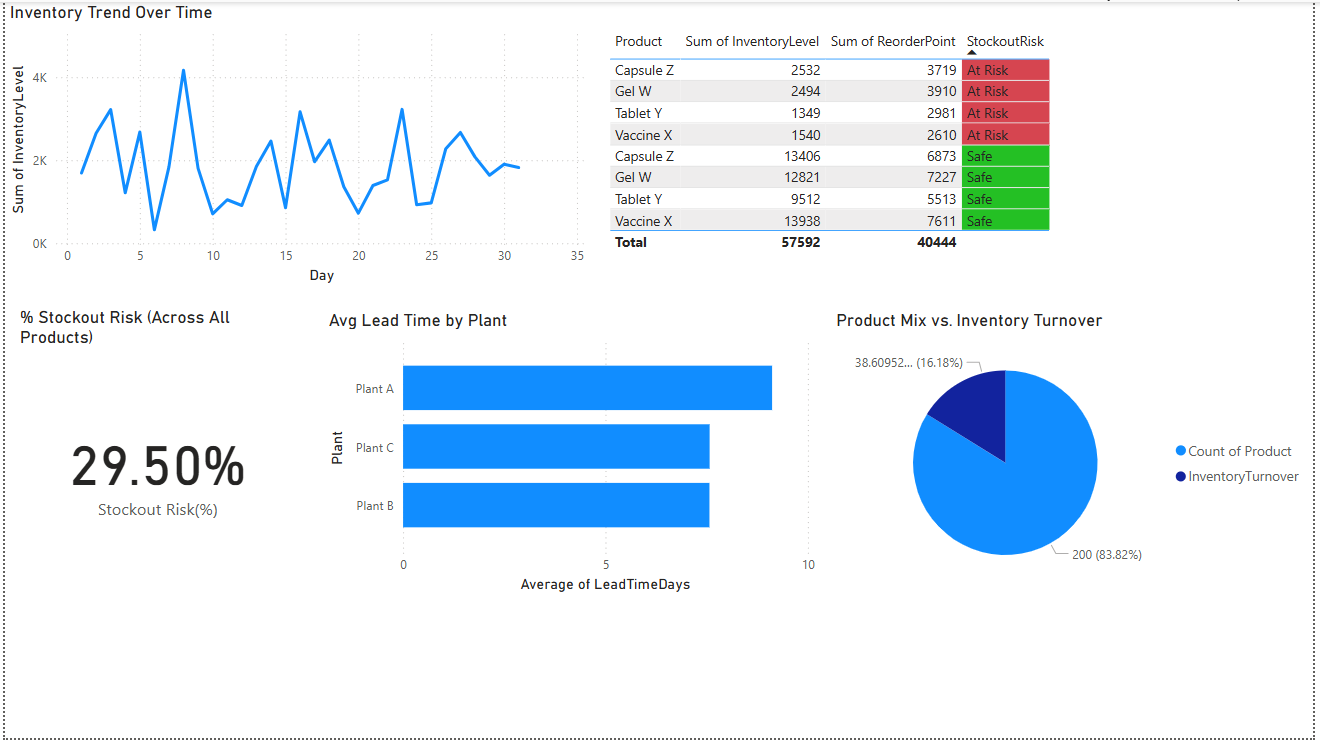 Inventory Trend Over Time
Sum of InventoryLevel
4K
2K
0K
0 5 10 15 20 25 30 35
Day
Product Sum of InventoryLevel Sum of ReorderPoint StockoutRisk
Capsule Z 2532 3719 At Risk
Gel W 2494 3910 At Risk
Tablet Y 1349 2981 At Risk
Vaccine X 1540 2610 At Risk
Capsule Z 13406 6873 Safe
Gel W 12821 7227 Safe
Tablet Y 9512 5513 Safe
Vaccine X 13938 7611 Safe
Total 57592 40444
% Stockout Risk (Across All
Products)
29.50%
Stockout Risk(%)
Avg Lead Time by Plant
Plant
Plant A
Plant C
Plant B
0 5 10
Average of LeadTimeDays
Product Mix vs. Inventory Turnover
38.60952... (16.18%)
200 (83.82%)
Count of Product
InventoryTurnover